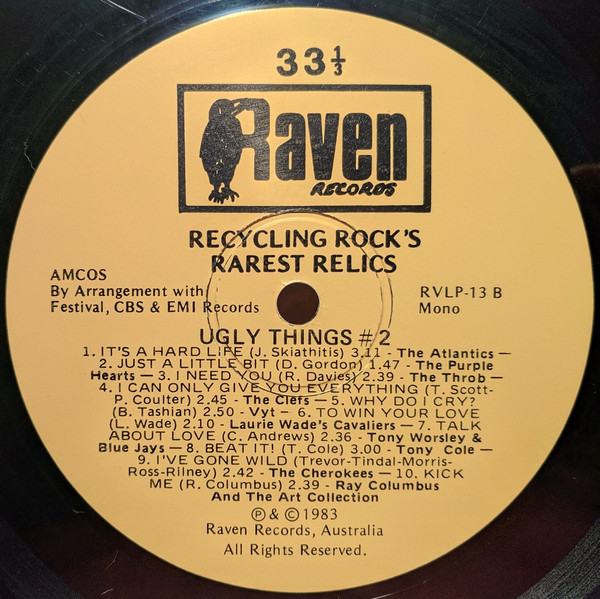 33 1/3
Raven
RECORDS
RECYCLING ROCK'S
RAREST RELICS
AMCOS
By Arrangement with
Festival, CBS & EMI Records
RVLP-13 B
Mono
UGLY THINGS #2
1. IT'S A HARD LIFE (J. Skiathitis) 3.11 - The Atlantics —
2. JUST A LITTLE BIT (D. Gordon) 1.47 - The Purple
Hearts — 3. I NEED YOU (R. Davies) 2.39 - The Throb —
4. I CAN ONLY GIVE YOU EVERYTHING (T. Scott-
P. Coulter) 2.45 - The Clefs — 5. WHY DO I CRY?
(B. Tashian) 2.50 - Vyt — 6. TO WIN YOUR LOVE
(L. Wade) 2.10 - Laurie Wade's Cavaliers — 7. TALK
ABOUT LOVE (C. Andrews) 2.36 - Tony Worsley &
Blue Jays — 8. BEAT IT! (T. Cole) 3.00 - Tony Cole —
9. I'VE GONE WILD (Trevor-Tindal-Morris-
Ross-Rilney) 2.42 - The Cherokees — 10. KICK
ME (R. Columbus) 2.39 - Ray Columbus
And The Art Collection
℗ & © 1983
Raven Records, Australia
All Rights Reserved.